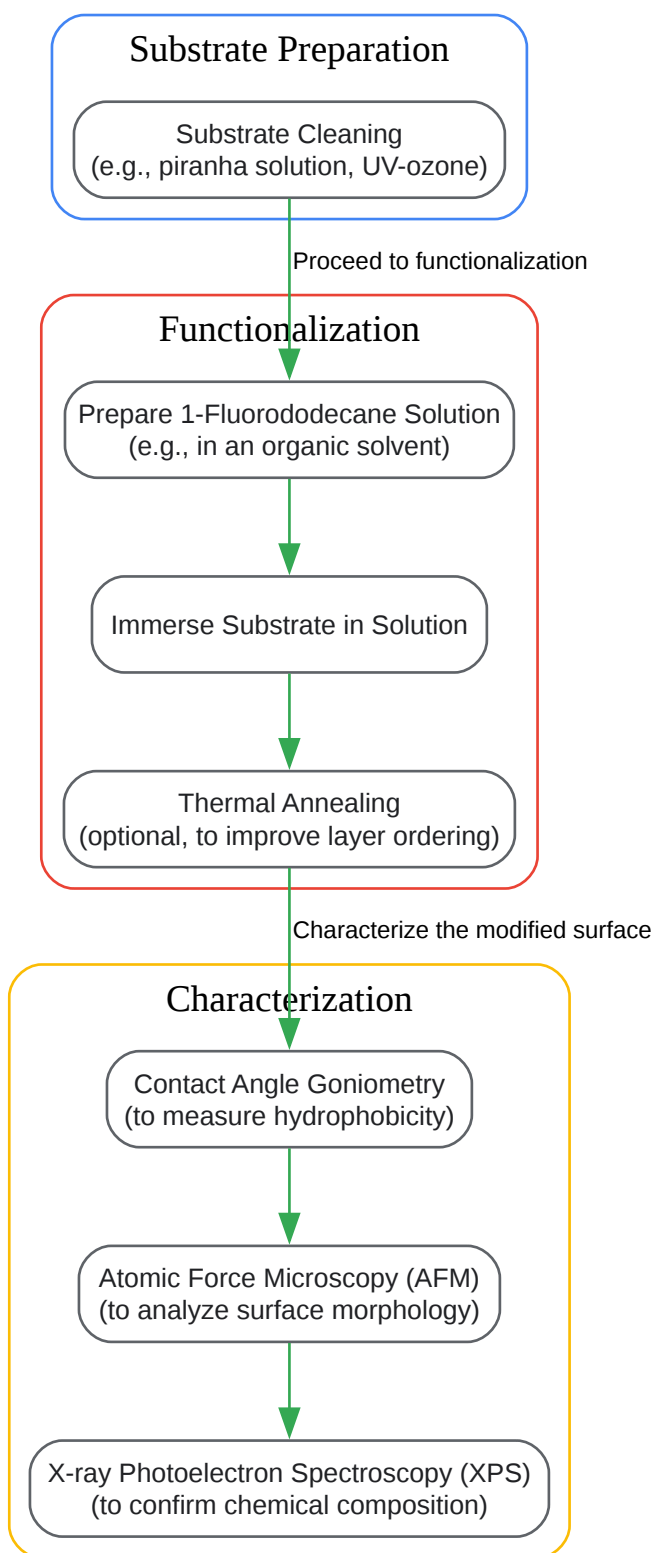 Substrate Preparation
Substrate Cleaning
(e.g., piranha solution, UV-ozone)
Proceed to functionalization
Functionalization
Prepare 1-Fluorododecane Solution
(e.g., in an organic solvent)
Immerse Substrate in Solution
Thermal Annealing
(optional, to improve layer ordering)
Characterize the modified surface
Characterization
Contact Angle Goniometry
(to measure hydrophobicity)
Atomic Force Microscopy (AFM)
(to analyze surface morphology)
X-ray Photoelectron Spectroscopy (XPS)
(to confirm chemical composition)